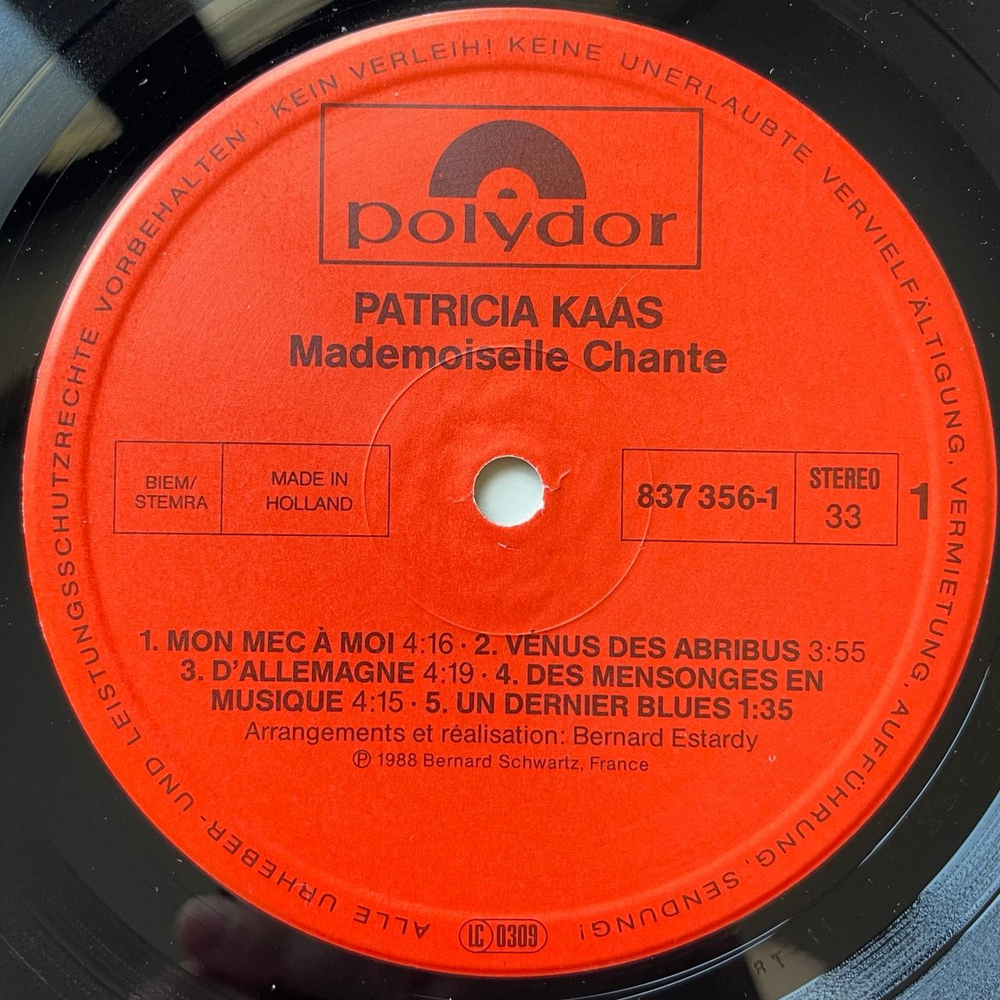 ALLE URHEBER- UND LEISTUNGSSCHUTZRECHTE VORBEHALTEN · KEIN VERLEIH! KEINE UNERLAUBTE VERVIELFÄLTIGUNG, VERMIETUNG, AUFFÜHRUNG, SENDUNG!
polydor
PATRICIA KAAS
Mademoiselle Chante
BIEM/
STEMRA
MADE IN
HOLLAND
837 356-1
STEREO
33
1
1. MON MEC À MOI 4:16 · 2. VÉNUS DES ABRIBUS 3:55
3. D'ALLEMAGNE 4:19 · 4. DES MENSONGES EN
MUSIQUE 4:15 · 5. UN DERNIER BLUES 1:35
Arrangements et réalisation: Bernard Estardy
℗ 1988 Bernard Schwartz, France
LC 0309